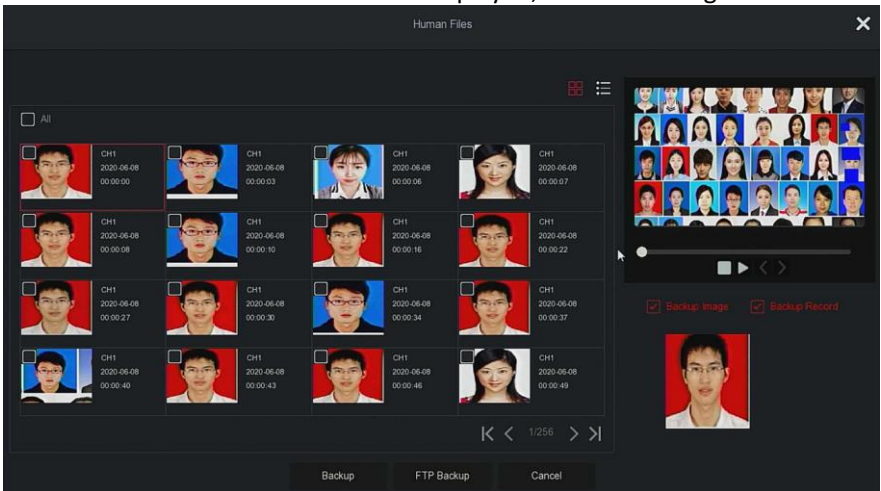 Human Files
All
CH1
2020-06-08
00:00:00
CH1
2020-06-08
00:00:03
CH1
2020-06-08
00:00:06
CH1
2020-06-08
00:00:07
CH1
2020-06-08
00:00:08
CH1
2020-06-08
00:00:10
CH1
2020-06-08
00:00:16
CH1
2020-06-08
00:00:22
CH1
2020-06-08
00:00:27
CH1
2020-06-08
00:00:30
CH1
2020-06-08
00:00:34
CH1
2020-06-08
00:00:37
CH1
2020-06-08
00:00:40
CH1
2020-06-08
00:00:43
CH1
2020-06-08
00:00:46
CH1
2020-06-08
00:00:49
Backup Image
Backup Record
1/256
Backup
FTP Backup
Cancel